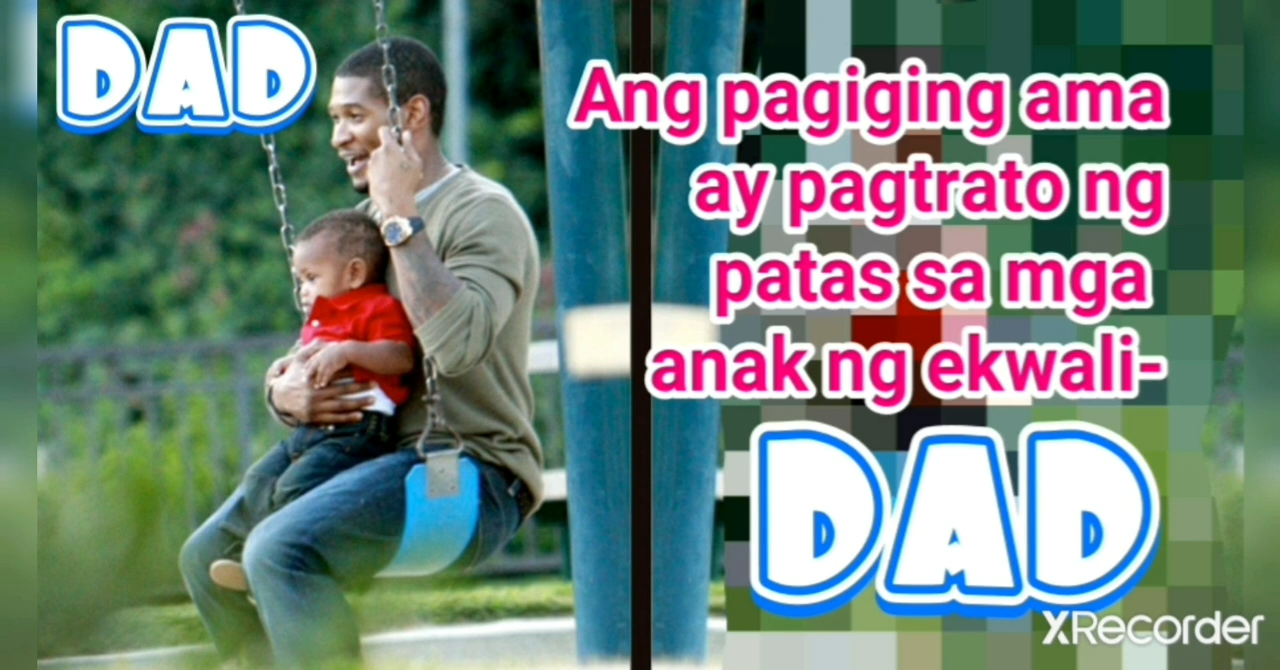 DAD
Ang pagiging ama
ay pagtrato ng
patas sa mga
anak ng ekwali-
DAD
XRecorder